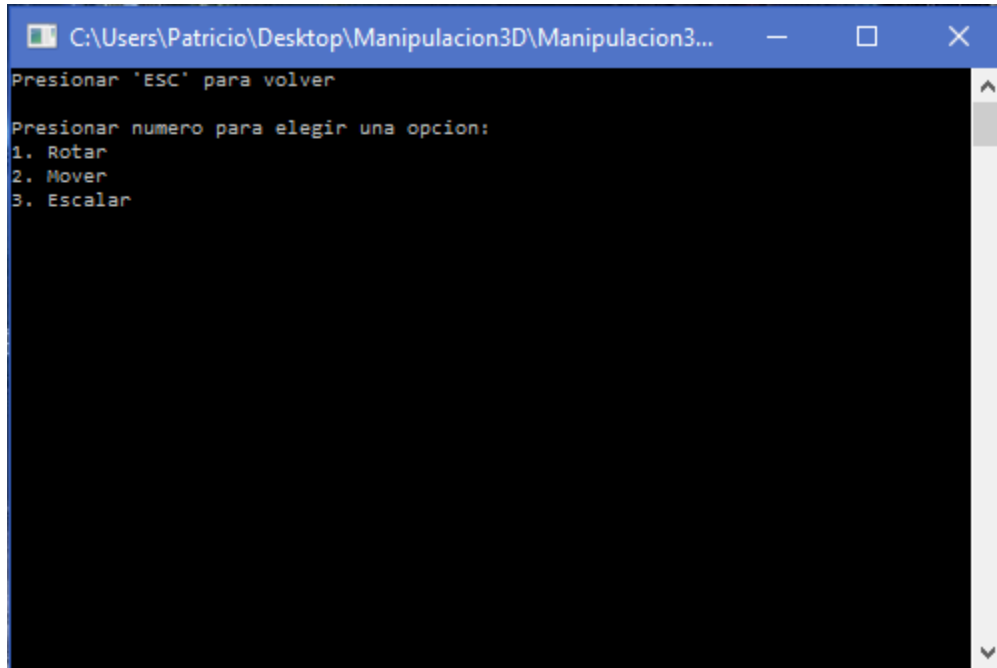 C:\Users\Patricio\Desktop\Manipulacion3D\Manipulacion3...
Presionar 'ESC' para volver
Presionar numero para elegir una opcion:
1. Rotar
2. Mover
3. Escalar